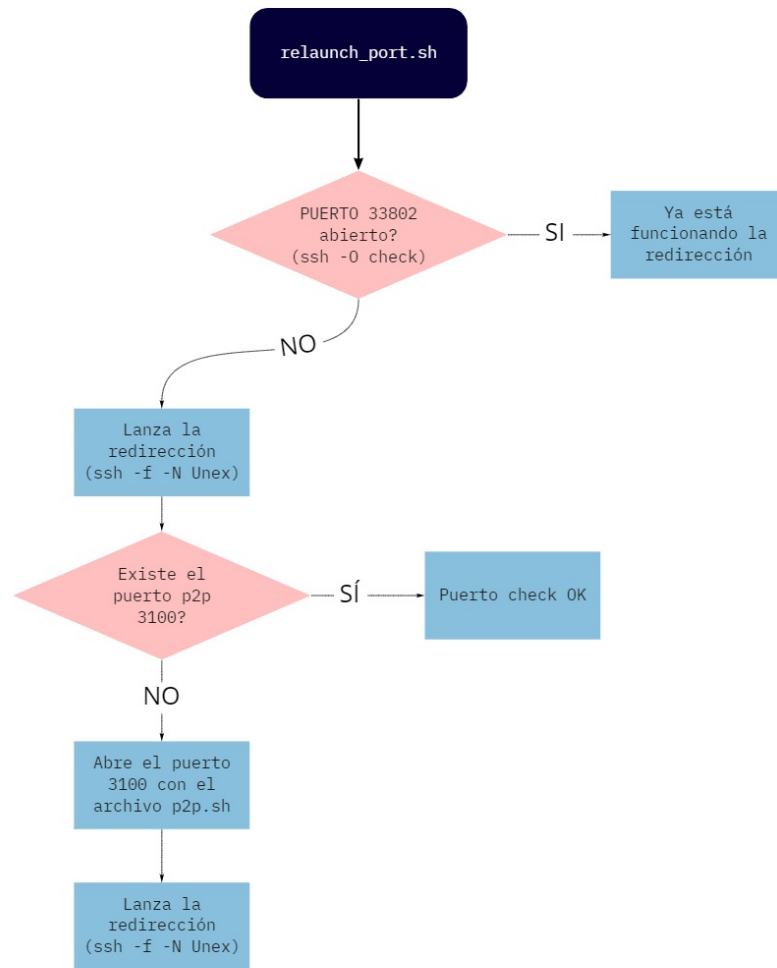 relaunch_port.sh
PUERTO 33802
abierto?
(ssh -O check)
SI
Ya está
funcionando la
redirección
NO
Lanza la
redirección
(ssh -f -N Unex)
Existe el
puerto p2p
3100?
SÍ
Puerto check OK
NO
Abre el puerto
3100 con el
archivo p2p.sh
Lanza la
redirección
(ssh -f -N Unex)